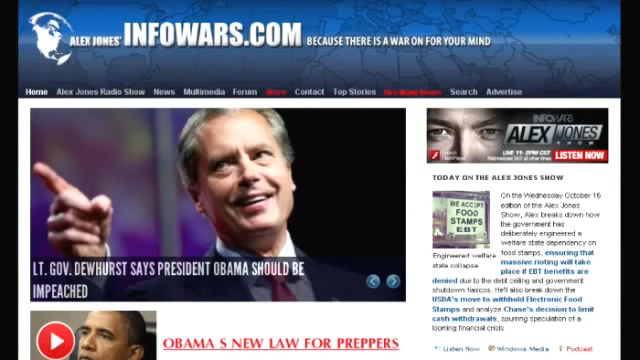 ALEX JONES' INFOWARS.COM BECAUSE THERE IS A WAR ON FOR YOUR MIND
Home Alex Jones Radio Show News Multimedia Forum Store Contact Top Stories Breaking News Search Advertise
INFOWARS
ALEX JONES
SHOW
LIVE 11-2PM CST
LISTEN NOW
TODAY ON THE ALEX JONES SHOW
WE ACCEPT
FOOD
STAMPS
EBT
Engineered welfare
state collapse
On the Wednesday October 16
edition of the Alex Jones
Show, Alex breaks down how
the government has
deliberately engineered a
welfare state dependency on
food stamps, ensuring that
massive rioting will take
place if EBT benefits are
denied due to the debt ceiling and government
shutdown fiascos. He'll also break down the
USDA's move to withhold Electronic Food
Stamps and analyze Chase's decision to limit
cash withdrawals, spurring speculation of a
looming financial crisis
Listen Now Windows Media Podcast
LT. GOV. DEWHURST SAYS PRESIDENT OBAMA SHOULD BE
IMPEACHED
OBAMA S NEW LAW FOR PREPPERS